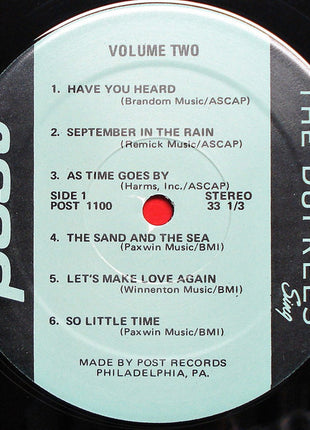 VOLUME TWO
1. HAVE YOU HEARD
(Brandom Music/ASCAP)
2. SEPTEMBER IN THE RAIN
(Remick Music/ASCAP)
3. AS TIME GOES BY
(Harms, Inc./ASCAP)
SIDE 1
POST 1100
STEREO
33 1/3
4. THE SAND AND THE SEA
(Paxwin Music/BMI)
5. LET'S MAKE LOVE AGAIN
(Winnenton Music/BMI)
6. SO LITTLE TIME
(Paxwin Music/BMI)
MADE BY POST RECORDS
PHILADELPHIA, PA.
post
THE DUPREES
Sing